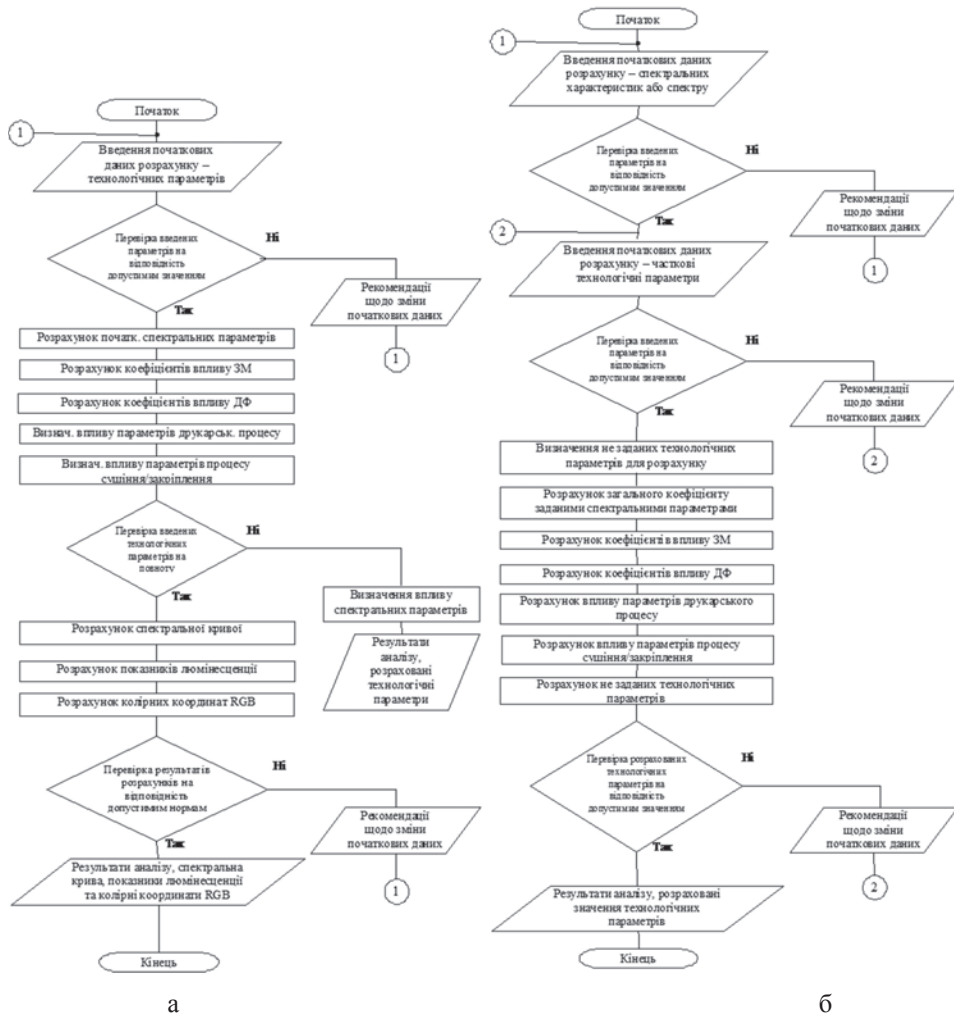 Початок
1
Введення початкових
даних розрахунку –
технологічних параметрів
Перевірка введених
параметрів на
відповідність
допустимим значенням
Ні
Рекомендації
щодо зміни
початкових даних
1
Так
Розрахунок початк. спектральних параметрів
Розрахунок коефіцієнтів впливу ЗМ
Розрахунок коефіцієнтів впливу ДФ
Визнач. впливу параметрів друкарськ. процесу
Визнач. впливу параметрів процесу
сушіння/закріплення
Перевірка введених
технологічних
параметрів на
повноту
Ні
Визначення впливу
спектральних параметрів
Результати
аналізу,
розраховані
технологічні
параметри
Так
Розрахунок спектральної кривої
Розрахунок показників люмінесценції
Розрахунок колірних координат RGB
Перевірка результатів
розрахунків на
відповідність
допустимим нормам
Ні
Рекомендації
щодо зміни
початкових даних
1
Так
Результати аналізу, спектральна
крива, показники люмінесценції
та колірні координати RGB
Кінець
а
Початок
1
Введення початкових даних
розрахунку – спектральних
характеристик або спектру
Перевірка введених
параметрів на
відповідність
допустимим значенням
Ні
Рекомендації
щодо зміни
початкових даних
1
Так
2
Введення початкових даних
розрахунку – часткові
технологічні параметри
Перевірка введених
параметрів на
відповідність
допустимим значенням
Ні
Рекомендації
щодо зміни
початкових даних
2
Так
Визначення не заданих технологічних
параметрів для розрахунку
Розрахунок загального коефіцієнту
заданими спектральними параметрами
Розрахунок коефіцієнтів впливу ЗМ
Розрахунок коефіцієнтів впливу ДФ
Розрахунок впливу параметрів друкарського
процесу
Розрахунок впливу параметрів процесу
сушіння/закріплення
Розрахунок не заданих технологічних
параметрів
Перевірка розрахованих
технологічних
параметрів на
відповідність
допустимим значенням
Ні
Рекомендації
щодо зміни
початкових даних
2
Так
Результати аналізу, розраховані
значення технологічних
параметрів
Кінець
б